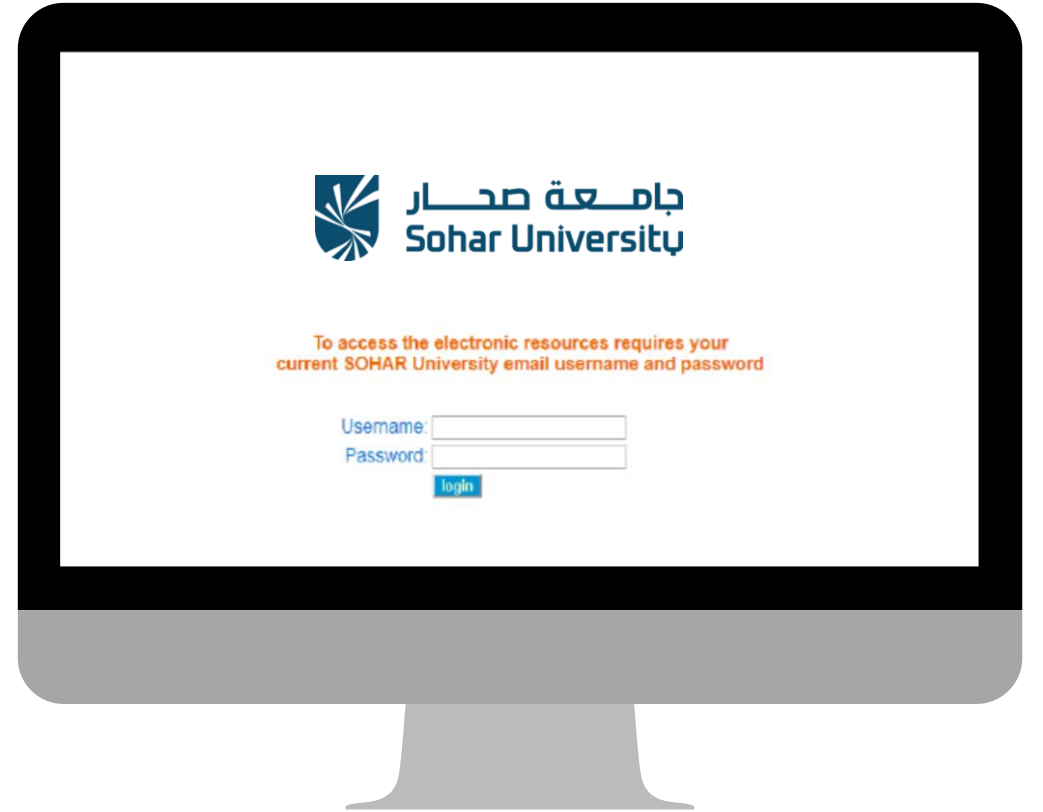 جامعة صحار
Sohar University
To access the electronic resources requires your
current SOHAR University email username and password
Username:
Password:
login